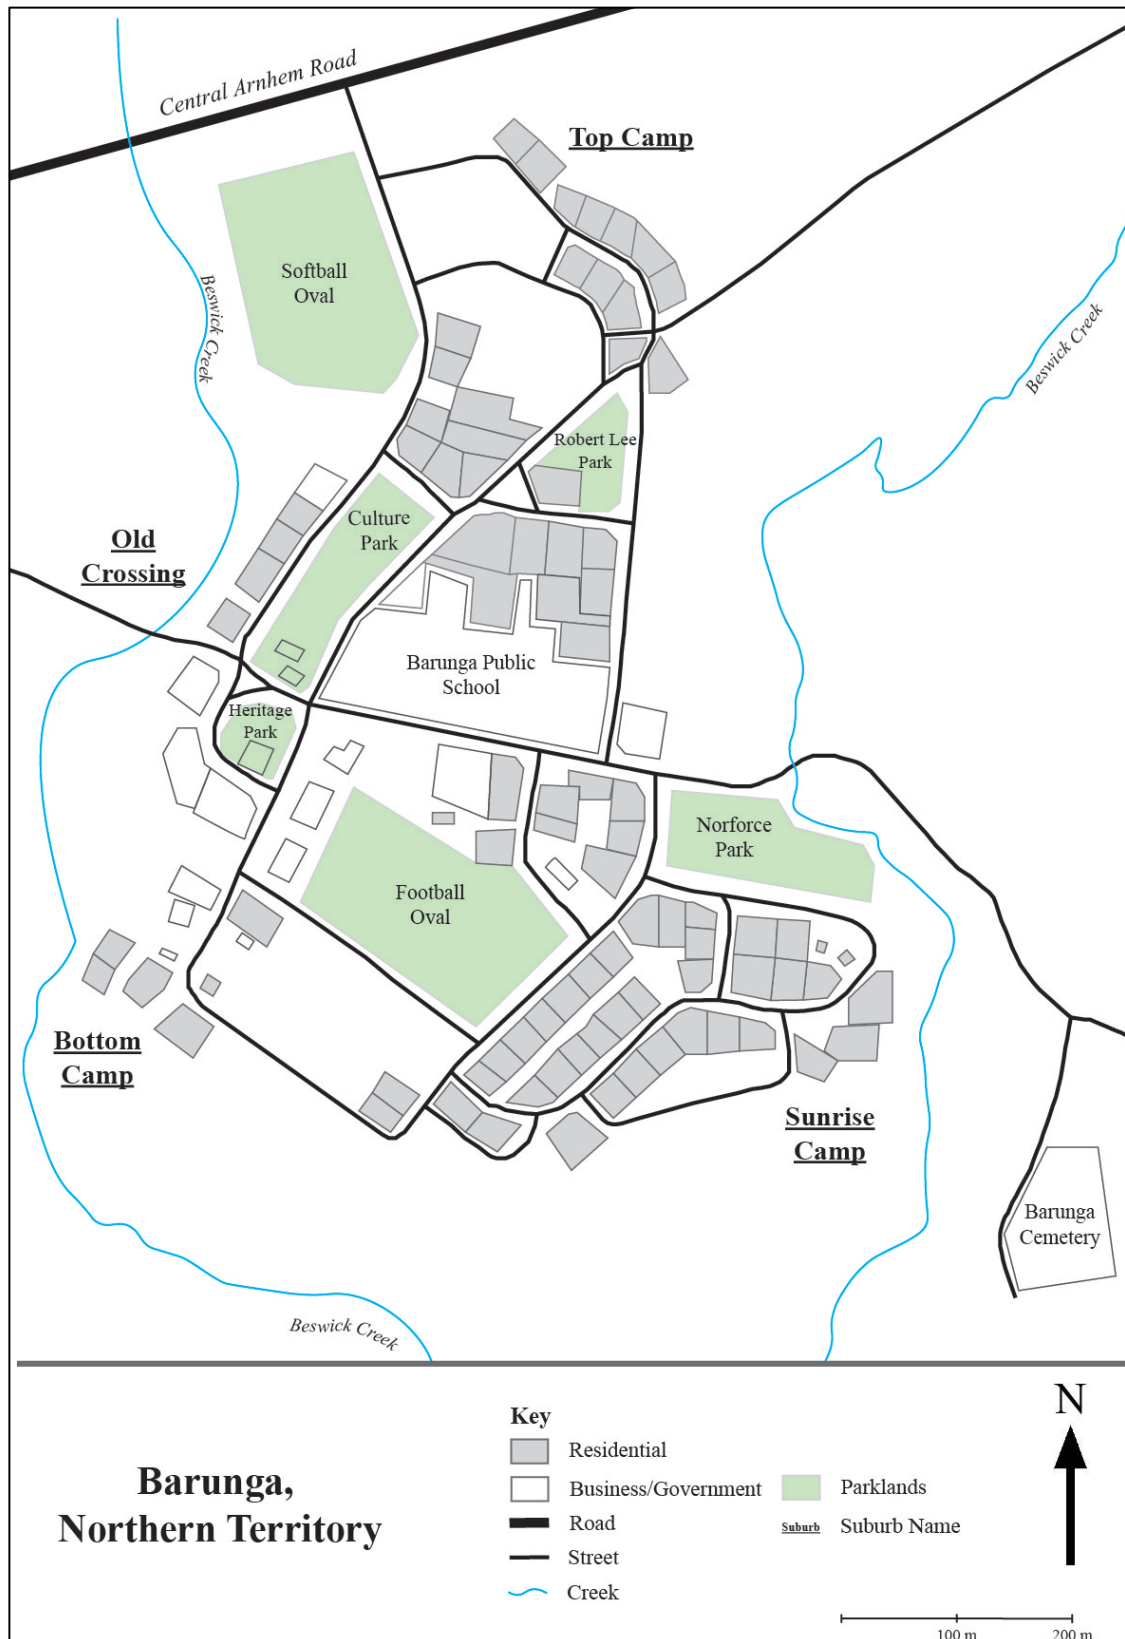 Central Arnhem Road
Top Camp
Softball
Oval
Beswick Creek
Beswick Creek
Robert Lee
Park
Culture
Park
Old
Crossing
Barunga Public
School
Heritage
Park
Norforce
Park
Football
Oval
Bottom
Camp
Sunrise
Camp
Barunga
Cemetery
Beswick Creek
Barunga,
Northern Territory
Key
Residential
Business/Government
Road
Street
Creek
Parklands
Suburb Suburb Name
N
100 m 200 m